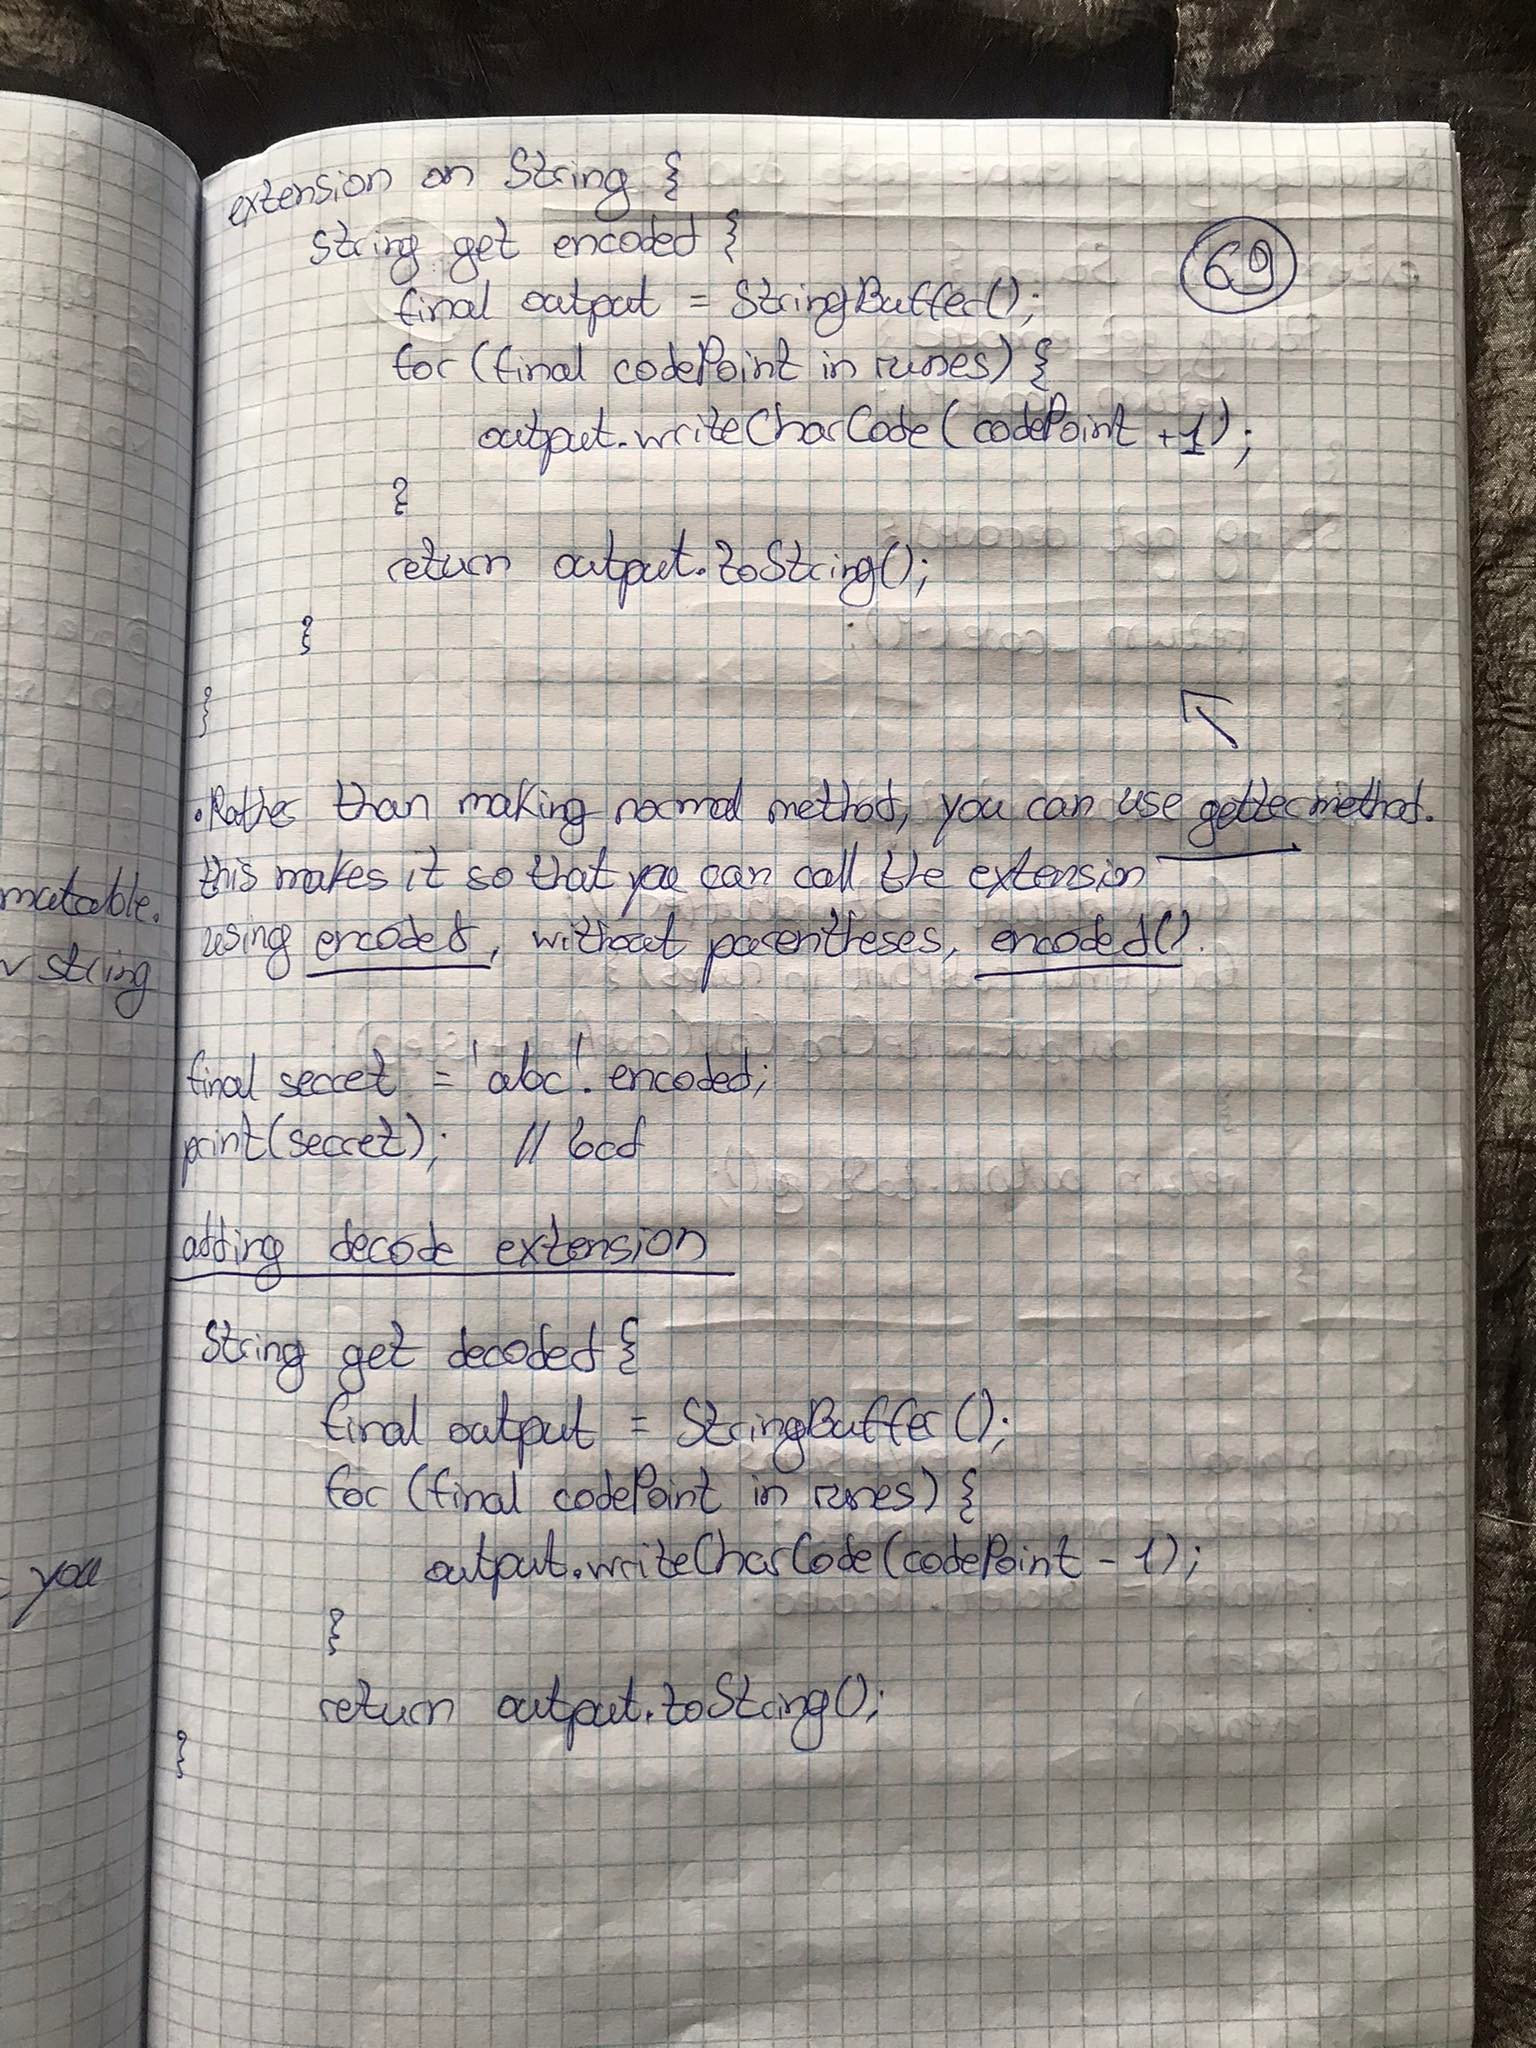 extension on String {
String get encoded {
69
final output = StringBuffer();
for (final codePoint in runes) {
output.writeCharCode(codePoint +1);
}
return output.toString();
}
}
• Rather than making normal method, you can use getter method.
this makes it so that you can call the extension
using encoded, without parentheses, encoded().
final secret = 'abc'.encoded;
print(secret); // bcd
adding decode extension
String get decoded {
final output = StringBuffer();
for (final codePoint in runes) {
output.writeCharCode(codePoint - 1);
}
return output.toString();
}
mutable.
string
you